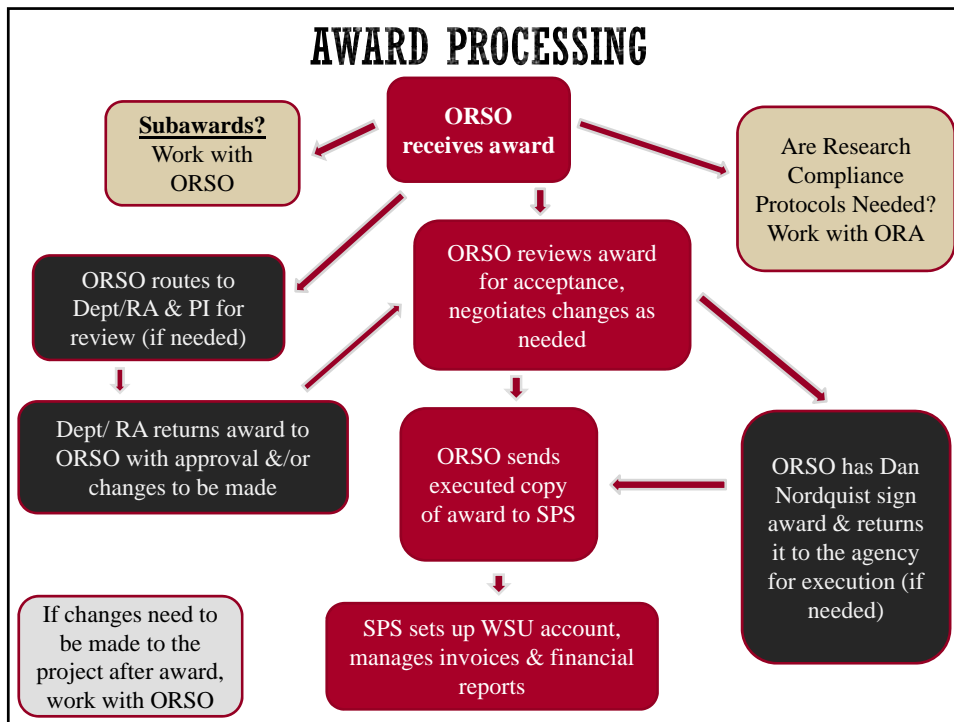 AWARD PROCESSING
Subawards?
Work with
ORSO
ORSO
receives award
Are Research
Compliance
Protocols Needed?
Work with ORA
ORSO routes to
Dept/RA & PI for
review (if needed)
ORSO reviews award
for acceptance,
negotiates changes as
needed
Dept/ RA returns award to
ORSO with approval &/or
changes to be made
ORSO sends
executed copy
of award to SPS
ORSO has Dan
Nordquist sign
award & returns
it to the agency
for execution (if
needed)
If changes need to
be made to the
project after award,
work with ORSO
SPS sets up WSU account,
manages invoices & financial
reports